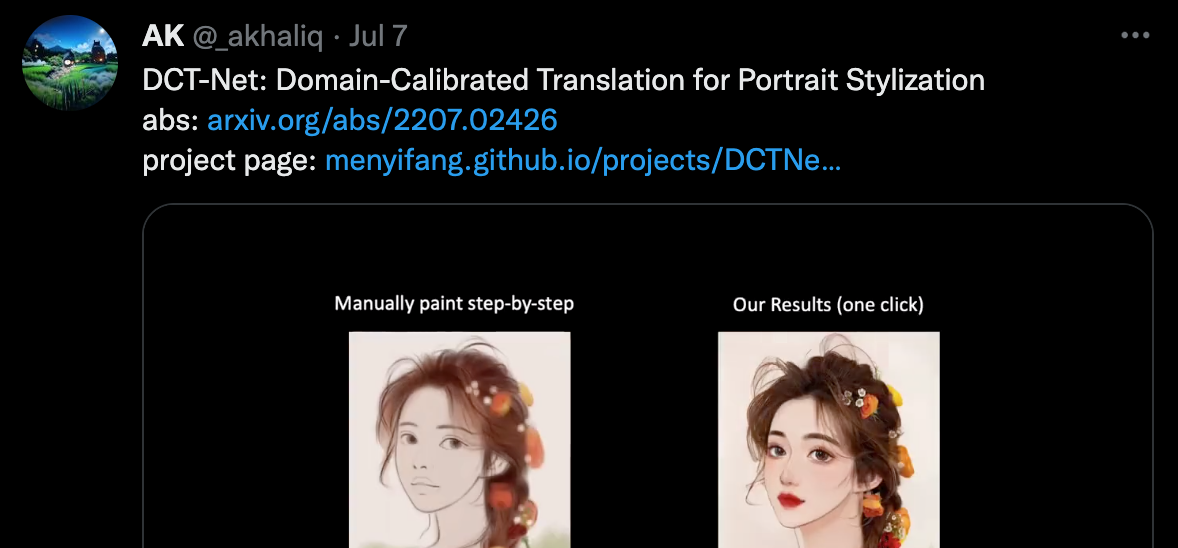 AK @_akhaliq · Jul 7
DCT-Net: Domain-Calibrated Translation for Portrait Stylization
abs: arxiv.org/abs/2207.02426
project page: menyifang.github.io/projects/DCTNe...
Manually paint step-by-step
Our Results (one click)